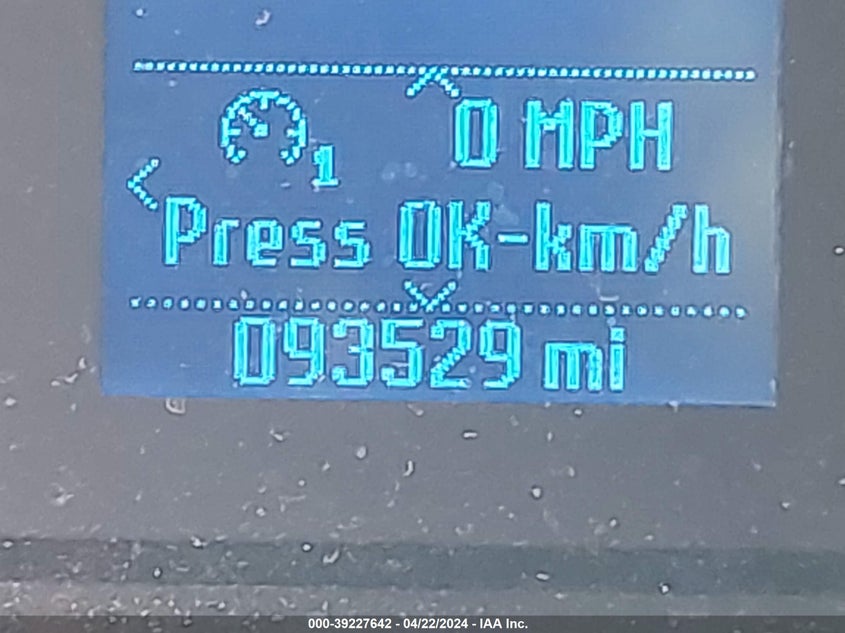 0 MPH
1
Press OK-km/h
093529 mi
000-39227642 - 04/22/2024 - IAA Inc.